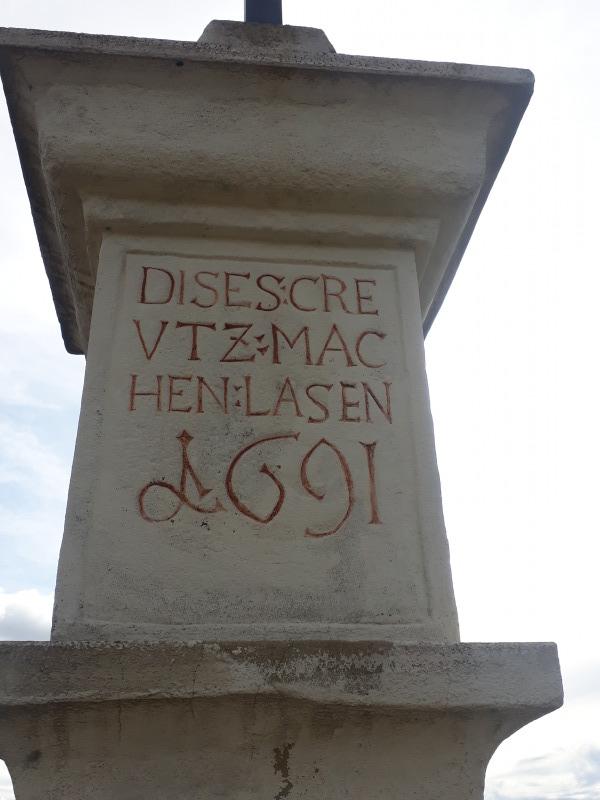 DISES:CRE
VTZ:MAC
HEN:LASEN
1691